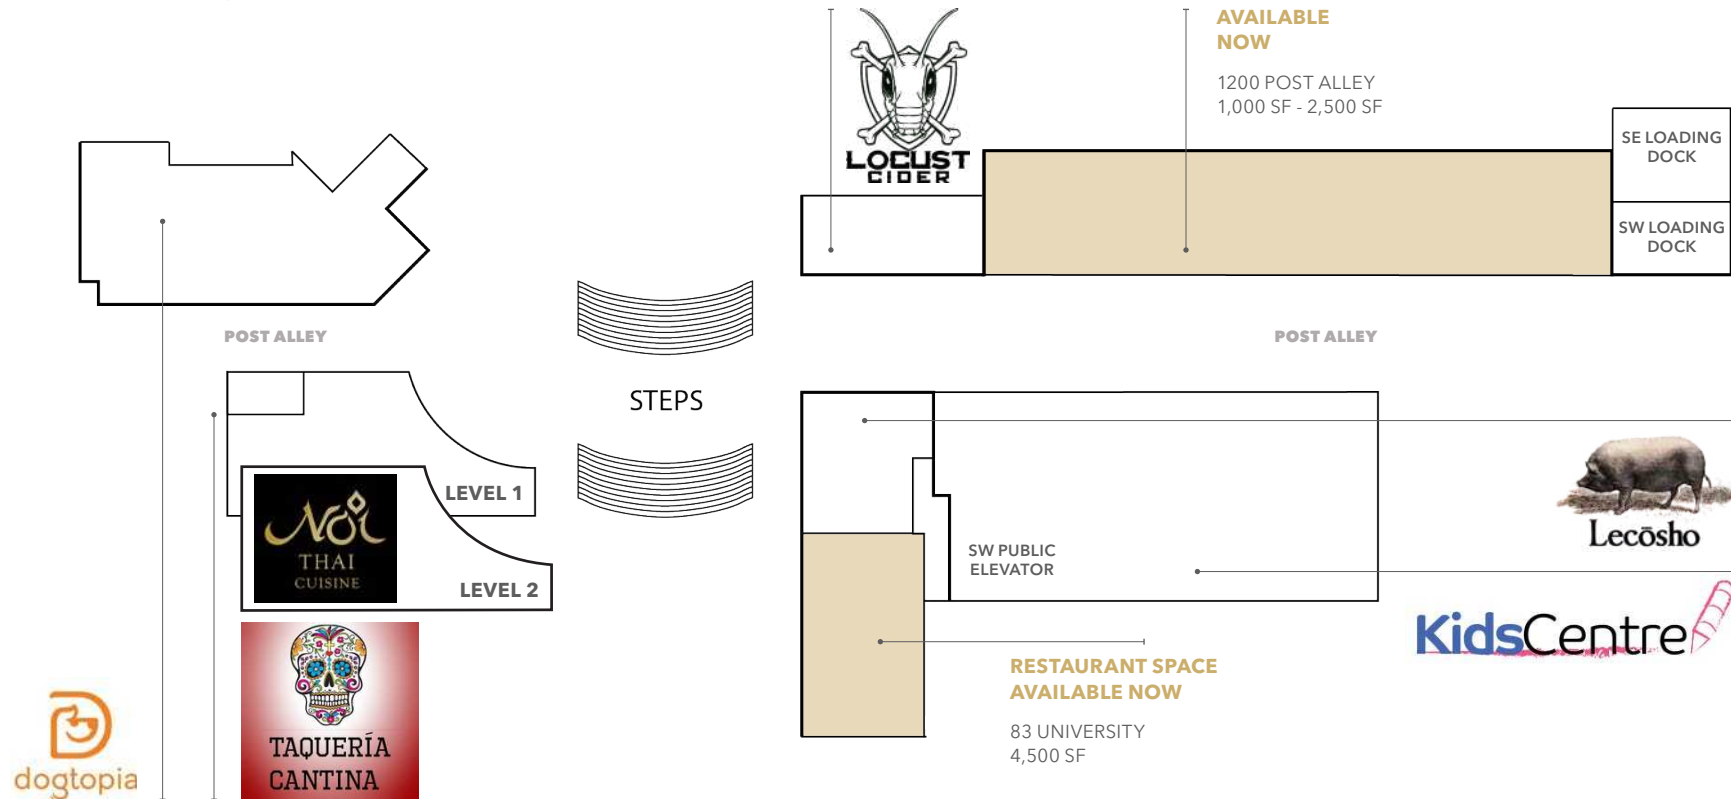 AVAILABLE
NOW
1200 POST ALLEY
1,000 SF - 2,500 SF
LOCUST
CIDER
SE LOADING
DOCK
SW LOADING
DOCK
POST ALLEY
POST ALLEY
STEPS
LEVEL 1
Noi
THAI
CUISINE
LEVEL 2
SW PUBLIC
ELEVATOR
Lecōsho
KidsCentre
RESTAURANT SPACE
AVAILABLE NOW
83 UNIVERSITY
4,500 SF
TAQUERÍA
CANTINA
dogtopia